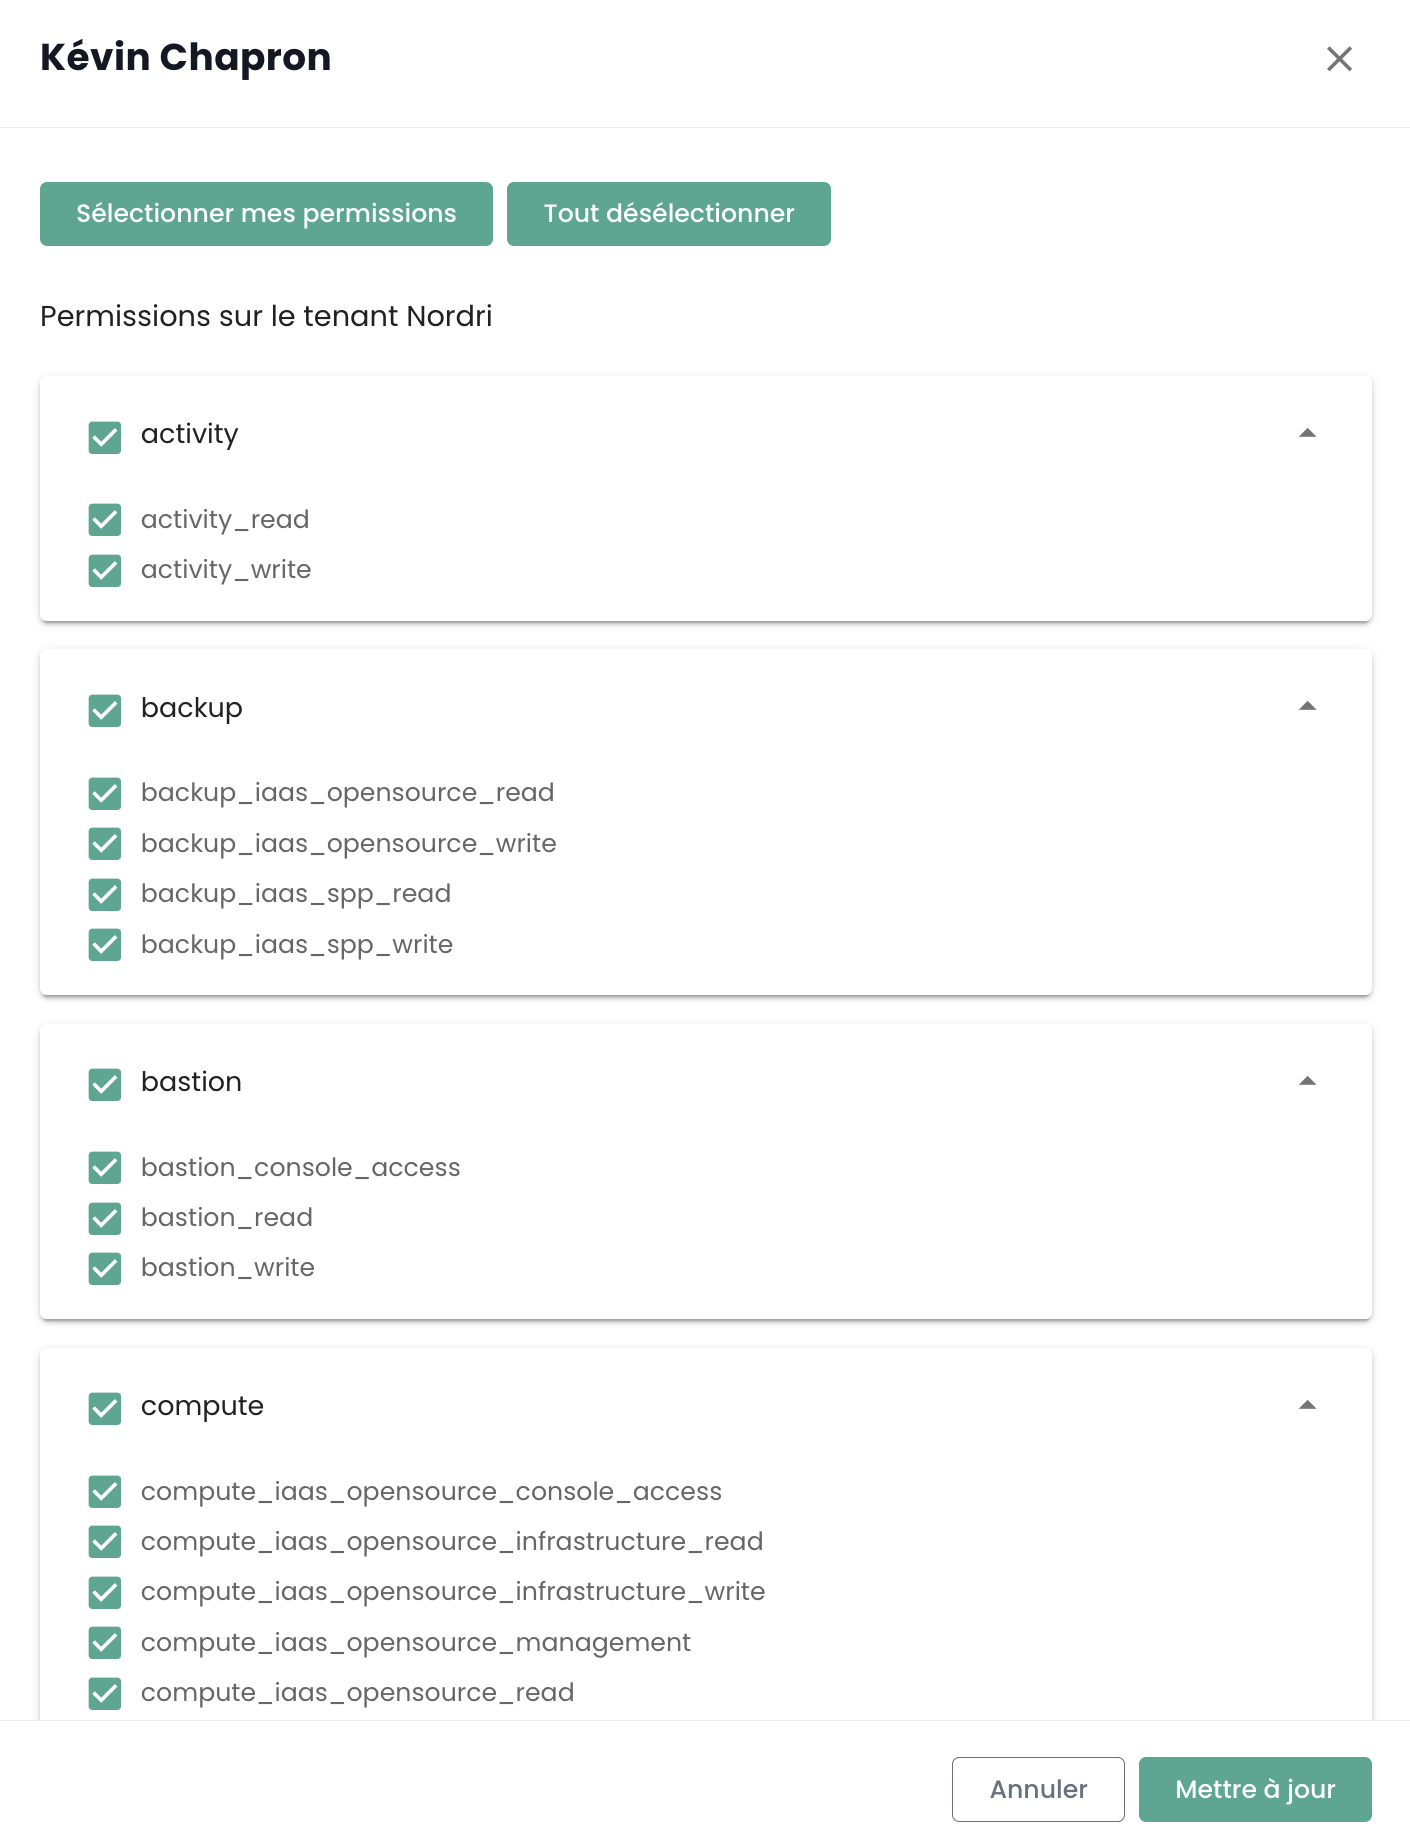 Kévin Chapron
Sélectionner mes permissions
Tout désélectionner
Permissions sur le tenant Nordri
activity
activity_read
activity_write
backup
backup_iaas_opensource_read
backup_iaas_opensource_write
backup_iaas_spp_read
backup_iaas_spp_write
bastion
bastion_console_access
bastion_read
bastion_write
compute
compute_iaas_opensource_console_access
compute_iaas_opensource_infrastructure_read
compute_iaas_opensource_infrastructure_write
compute_iaas_opensource_management
compute_iaas_opensource_read
Annuler
Mettre à jour